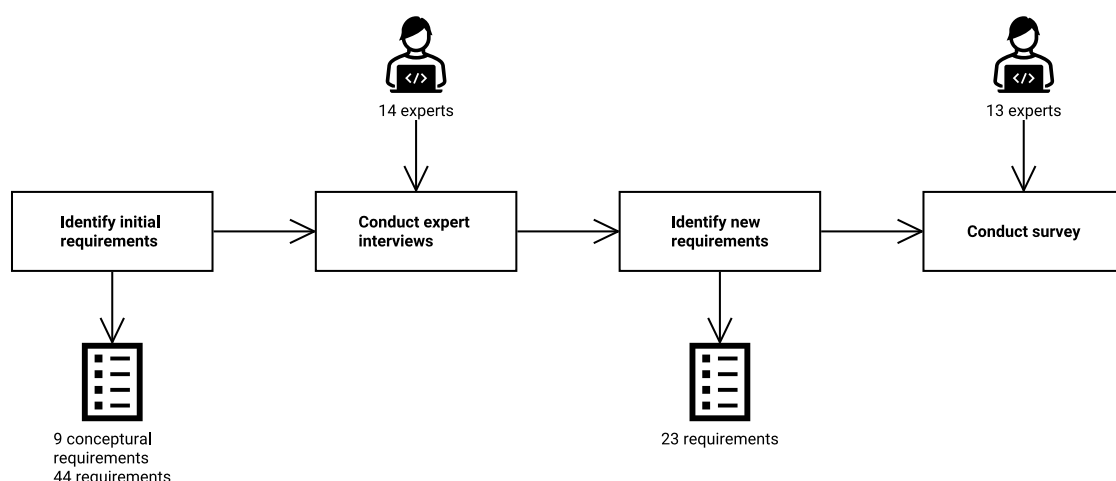 14 experts
13 experts
Identify initial
requirements
Conduct expert
interviews
Identify new
requirements
Conduct survey
9 conceptural
requirements
44 requirements
23 requirements